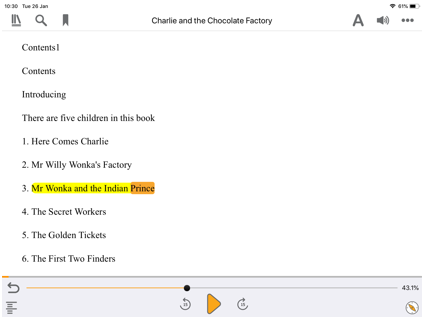 10:30 Tue 26 Jan
61%
Charlie and the Chocolate Factory
A
Contents1
Contents
Introducing
There are five children in this book
1. Here Comes Charlie
2. Mr Willy Wonka's Factory
3. Mr Wonka and the Indian Prince
4. The Secret Workers
5. The Golden Tickets
6. The First Two Finders
43.1%
15
15